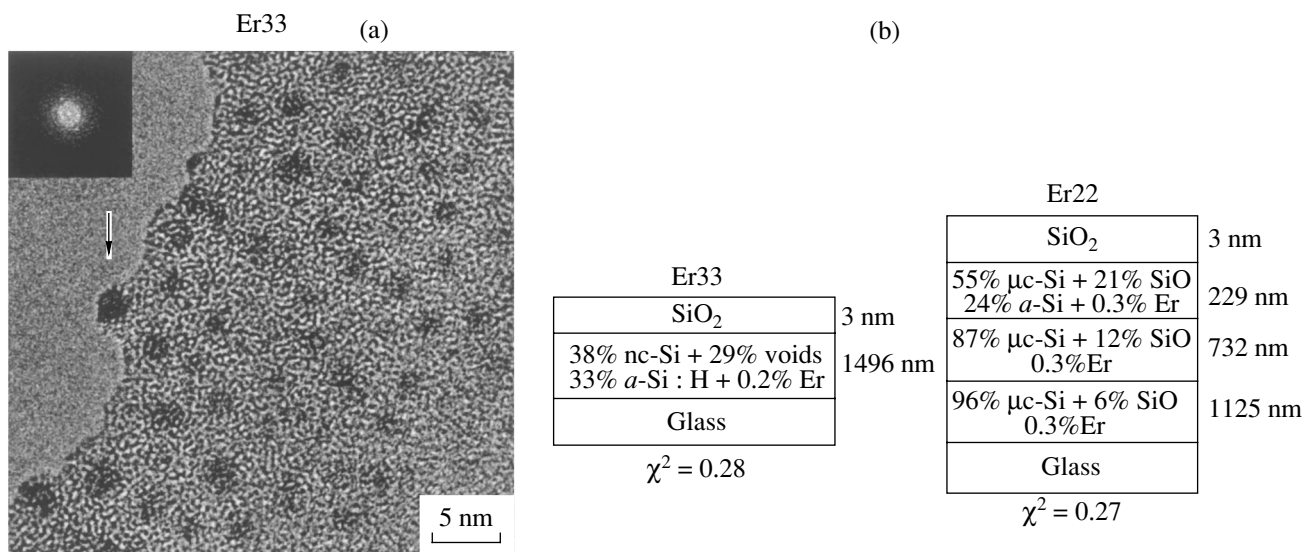 Er33
(a)
5 nm
(b)
Er33
SiO₂
3 nm
38% nc-Si + 29% voids
33% a-Si : H + 0.2% Er
1496 nm
Glass
χ² = 0.28
Er22
SiO₂
3 nm
55% μc-Si + 21% SiO
24% a-Si + 0.3% Er
229 nm
87% μc-Si + 12% SiO
0.3%Er
732 nm
96% μc-Si + 6% SiO
0.3%Er
1125 nm
Glass
χ² = 0.27